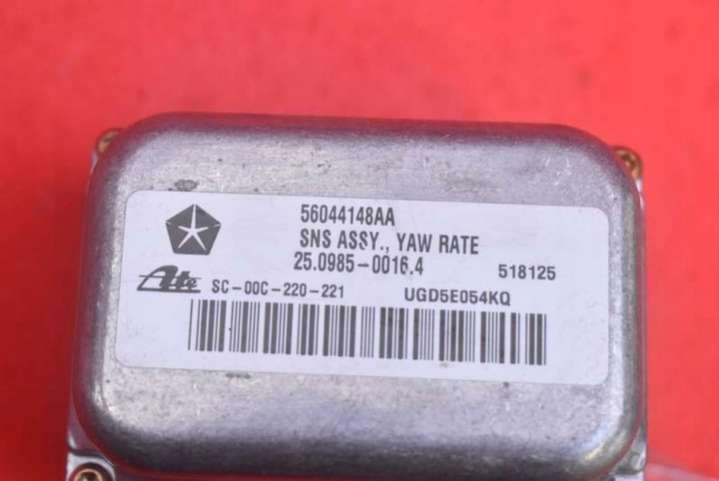 56044148AA
SNS ASSY., YAW RATE
25.0985-0016.4 518125
Ate SC-00C-220-221 UGD5E054KQ